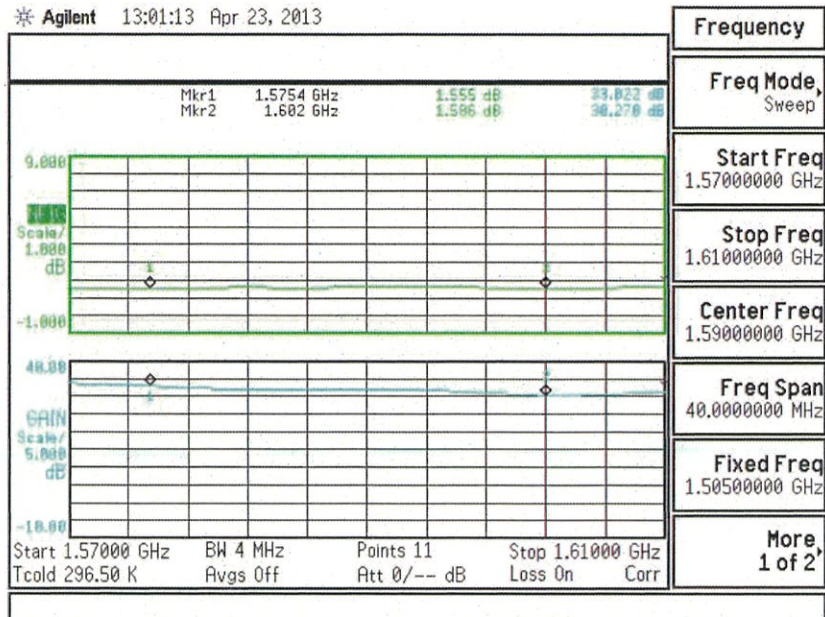 Agilent 13:01:13 Apr 23, 2013
Frequency
Mkr1 1.5754 GHz 1.555 dB 33.022 dB
Mkr2 1.602 GHz 1.506 dB 30.270 dB
Freq Mode
Sweep
Start Freq
1.57000000 GHz
Stop Freq
1.61000000 GHz
Center Freq
1.59000000 GHz
Freq Span
40.0000000 MHz
Fixed Freq
1.50500000 GHz
More
1 of 2
9.000
Scale/
1.000
dB
-1.000
1
40.00
GAIN
Scale/
5.000
dB
-10.00
Start 1.57000 GHz BW 4 MHz Points 11 Stop 1.61000 GHz
Tcold 296.50 K Avgs Off Att 0/-- dB Loss On Corr